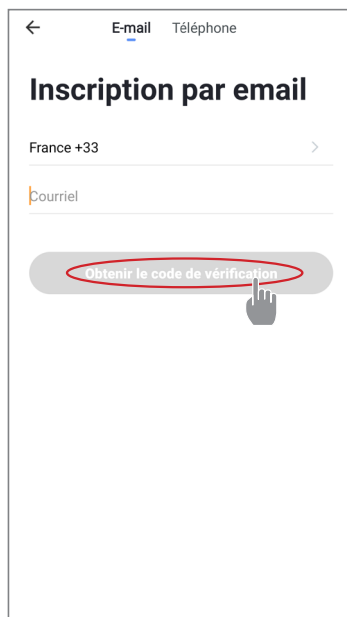 E-mail Téléphone
Inscription par email
France +33
Courriel
Obtenir le code de vérification